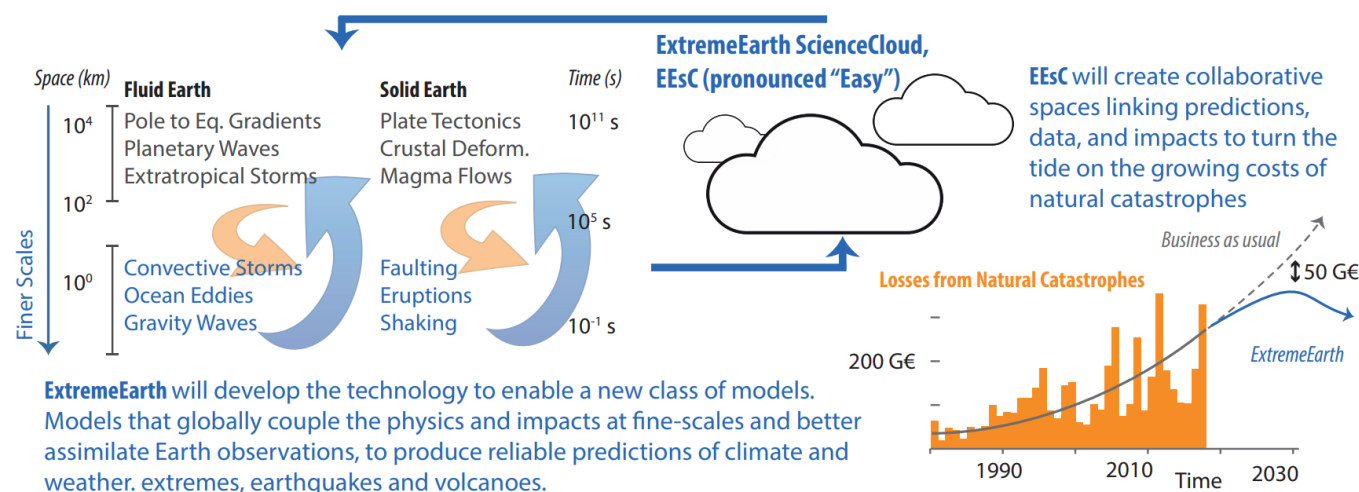 ExtremeEarth ScienceCloud,
EEsC (pronounced “Easy”)
EEsC will create collaborative
spaces linking predictions,
data, and impacts to turn the
tide on the growing costs of
natural catastrophes
Space (km)
Fluid Earth
Solid Earth
Time (s)
10⁴
Pole to Eq. Gradients
Planetary Waves
Extratropical Storms
Plate Tectonics
Crustal Deform.
Magma Flows
10¹¹ s
10²
10⁵ s
10⁰
Convective Storms
Ocean Eddies
Gravity Waves
Faulting
Eruptions
Shaking
10⁻¹ s
Finer Scales
Business as usual
50 G€
Losses from Natural Catastrophes
ExtremeEarth
200 G€
1990
2010
2030
Time
ExtremeEarth will develop the technology to enable a new class of models.
Models that globally couple the physics and impacts at fine-scales and better
assimilate Earth observations, to produce reliable predictions of climate and
weather. extremes, earthquakes and volcanoes.